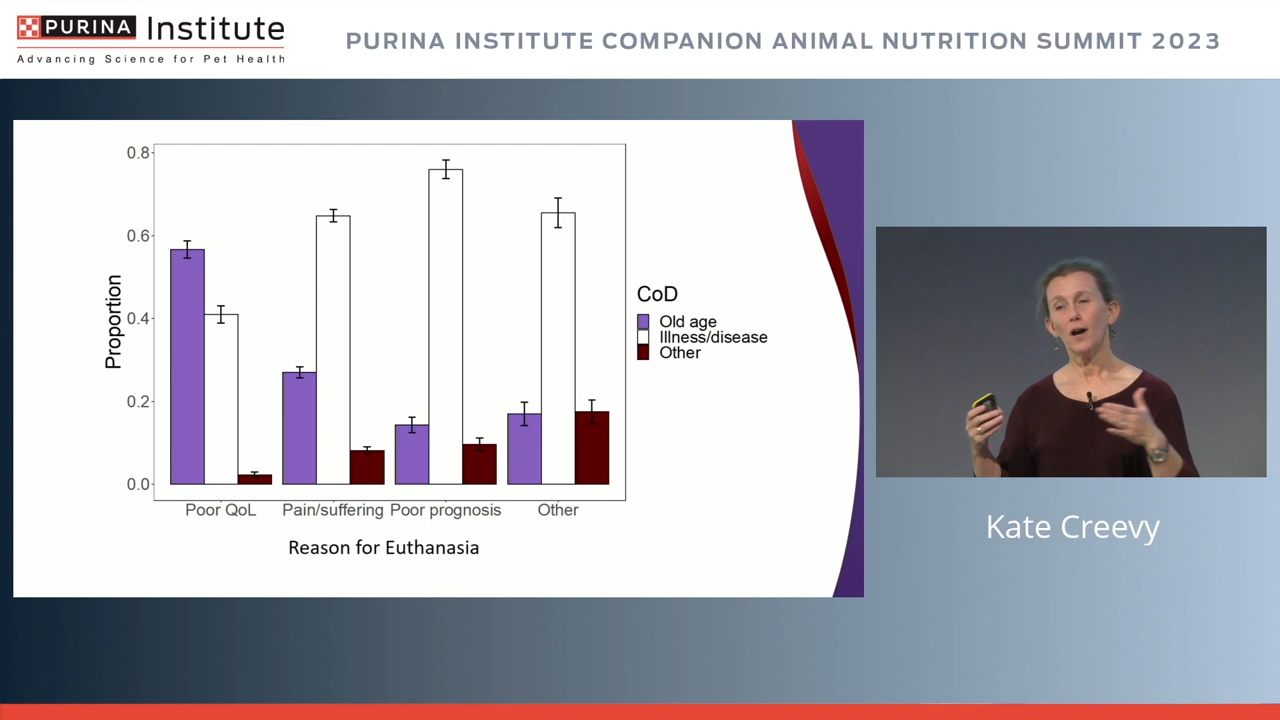 PURINA Institute
Advancing Science for Pet Health
PURINA INSTITUTE COMPANION ANIMAL NUTRITION SUMMIT 2023
0.8
0.6
0.4
0.2
0.0
Proportion
Poor QoL Pain/suffering Poor prognosis Other
Reason for Euthanasia
CoD
Old age
Illness/disease
Other
Kate Creevy